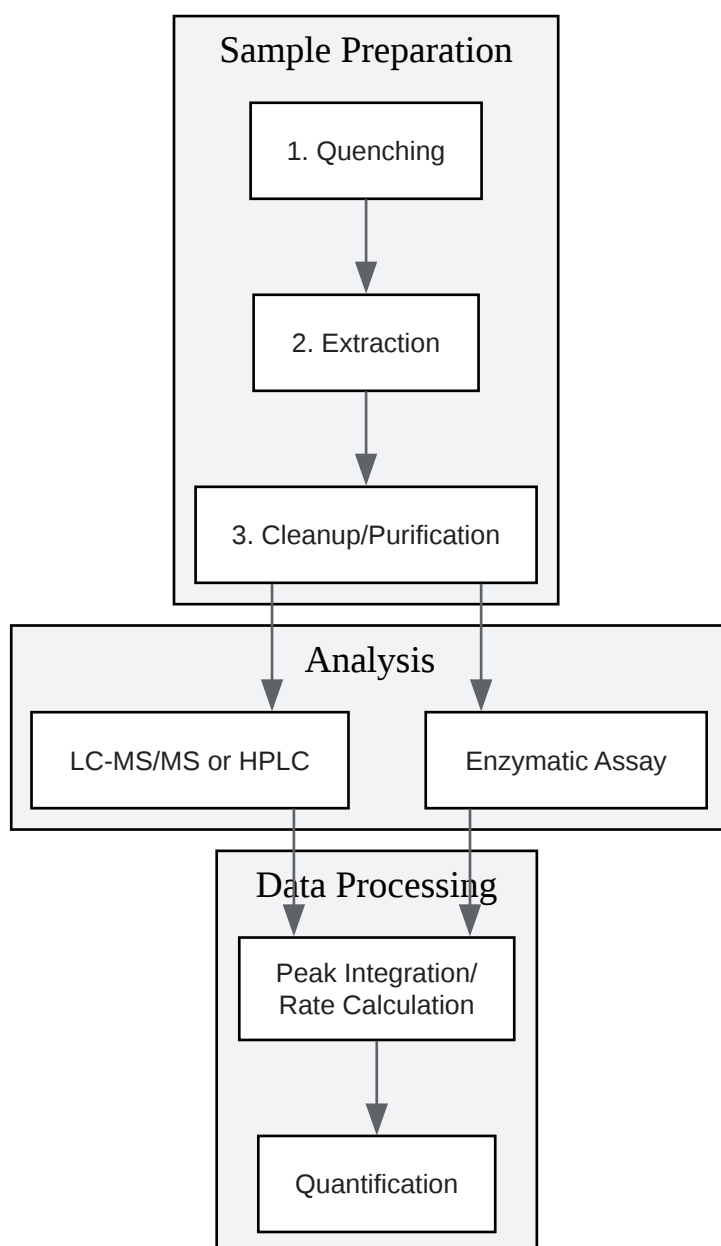 Sample Preparation
1. Quenching
2. Extraction
3. Cleanup/Purification
Analysis
LC-MS/MS or HPLC
Enzymatic Assay
Data Processing
Peak Integration/
Rate Calculation
Quantification